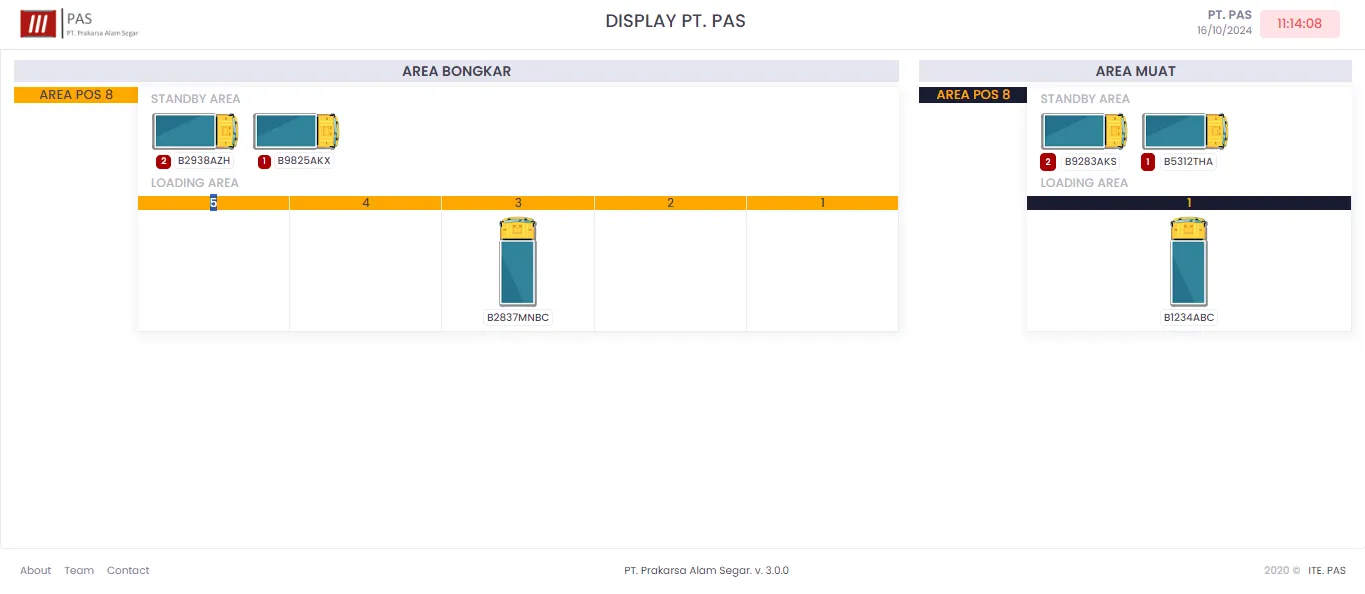 PAS
PT. Prakarsa Alam Segar
DISPLAY PT. PAS
PT. PAS
16/10/2024
11:14:08
AREA BONGKAR
AREA POS 8
STANDBY AREA
2 B2938AZH 1 B9825AKX
LOADING AREA
5 4 3 2 1
B2837MNBC
AREA MUAT
AREA POS 8
STANDBY AREA
2 B9283AKS 1 B5312THA
LOADING AREA
1
B1234ABC
About Team Contact
PT. Prakarsa Alam Segar. v. 3.0.0
2020 © ITE. PAS